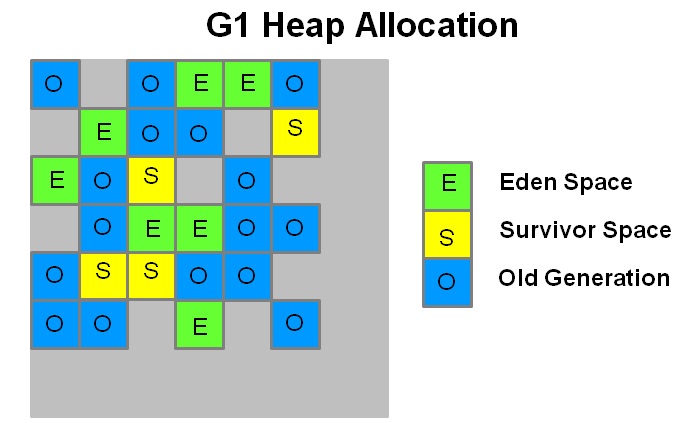 G1 Heap Allocation
O O E E O
E O O S
E O S O
O E E O O
O S S O O
O O E O
E Eden Space
S Survivor Space
O Old Generation